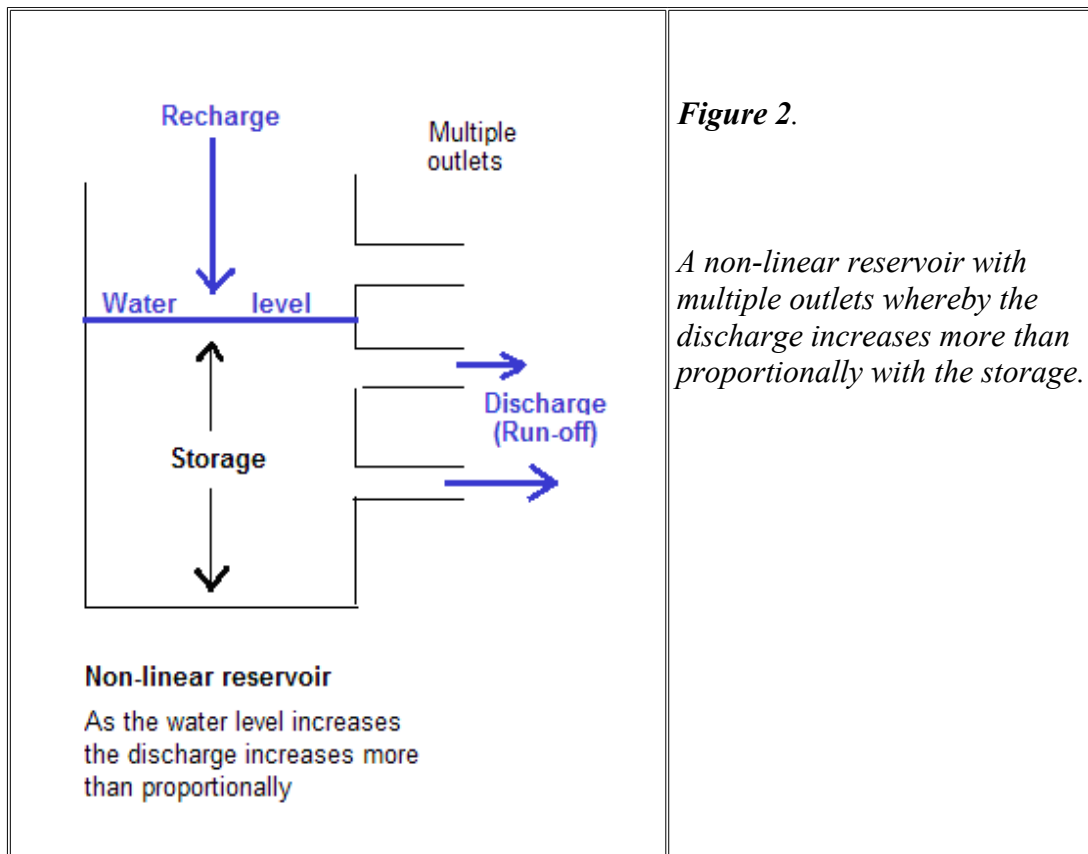 Recharge
Multiple
outlets
Water level
Discharge
(Run-off)
Storage
Non-linear reservoir
As the water level increases
the discharge increases more
than proportionally
Figure 2.
A non-linear reservoir with
multiple outlets whereby the
discharge increases more than
proportionally with the storage.